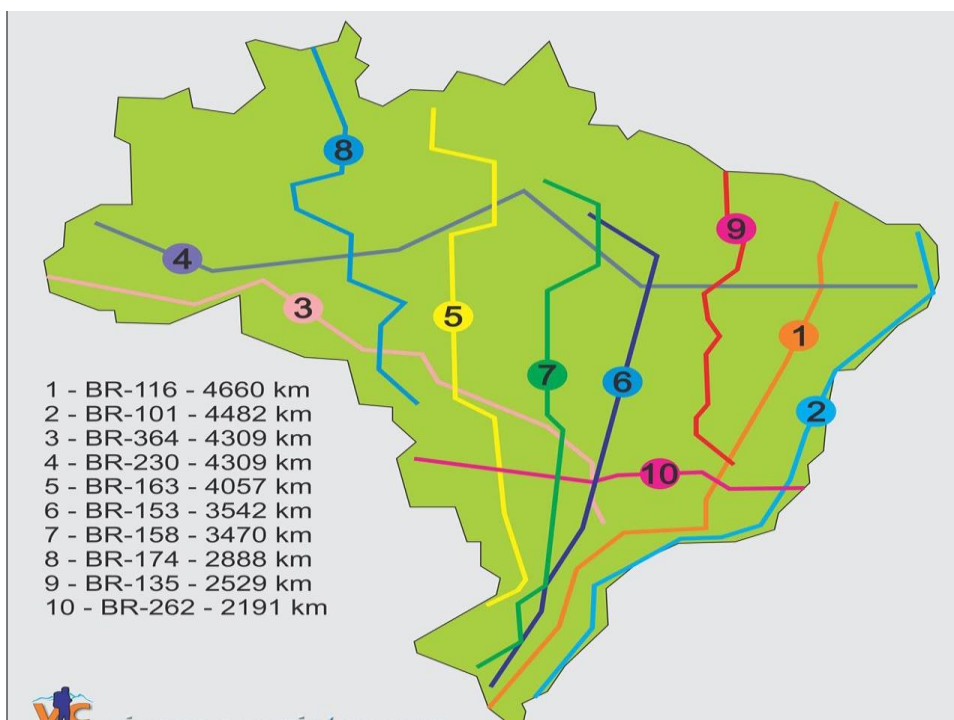 8
9
4
3
5
1
7
6
2
10
1 - BR-116 - 4660 km
2 - BR-101 - 4482 km
3 - BR-364 - 4309 km
4 - BR-230 - 4309 km
5 - BR-163 - 4057 km
6 - BR-153 - 3542 km
7 - BR-158 - 3470 km
8 - BR-174 - 2888 km
9 - BR-135 - 2529 km
10 - BR-262 - 2191 km